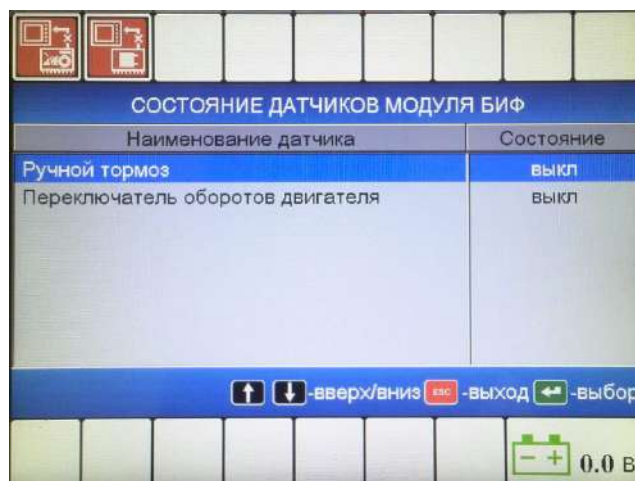 СОСТОЯНИЕ ДАТЧИКОВ МОДУЛЯ БИФ
Наименование датчика Состояние
Ручной тормоз выкл
Переключатель оборотов двигателя выкл
-вверх/вниз ESC -выход -выбор
- + 0.0 В